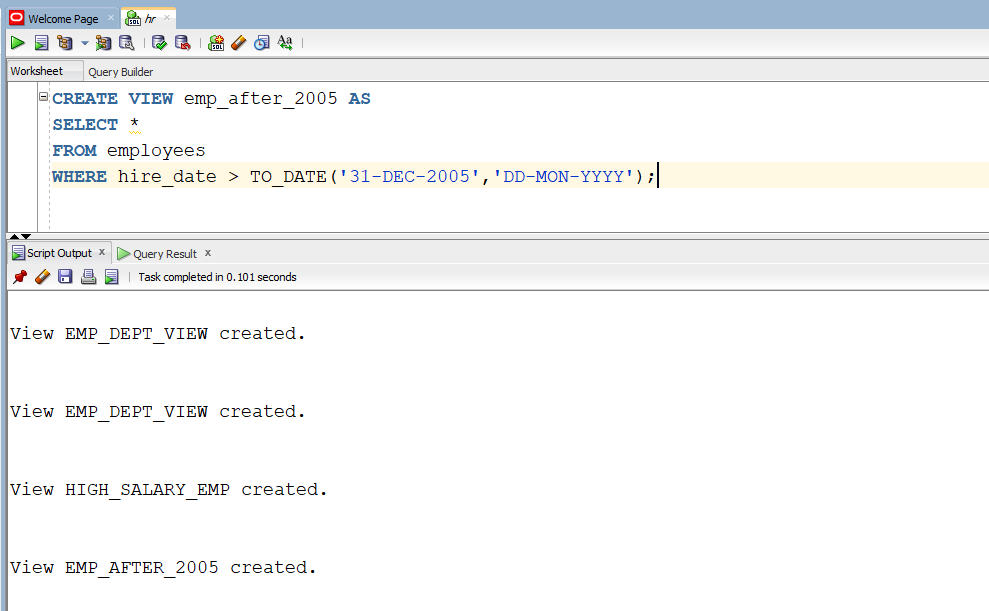 Welcome Page
hr
Worksheet Query Builder
CREATE VIEW emp_after_2005 AS
SELECT *
FROM employees
WHERE hire_date > TO_DATE('31-DEC-2005','DD-MON-YYYY');
Script Output x Query Result x
Task completed in 0.101 seconds
View EMP_DEPT_VIEW created.
View EMP_DEPT_VIEW created.
View HIGH_SALARY_EMP created.
View EMP_AFTER_2005 created.